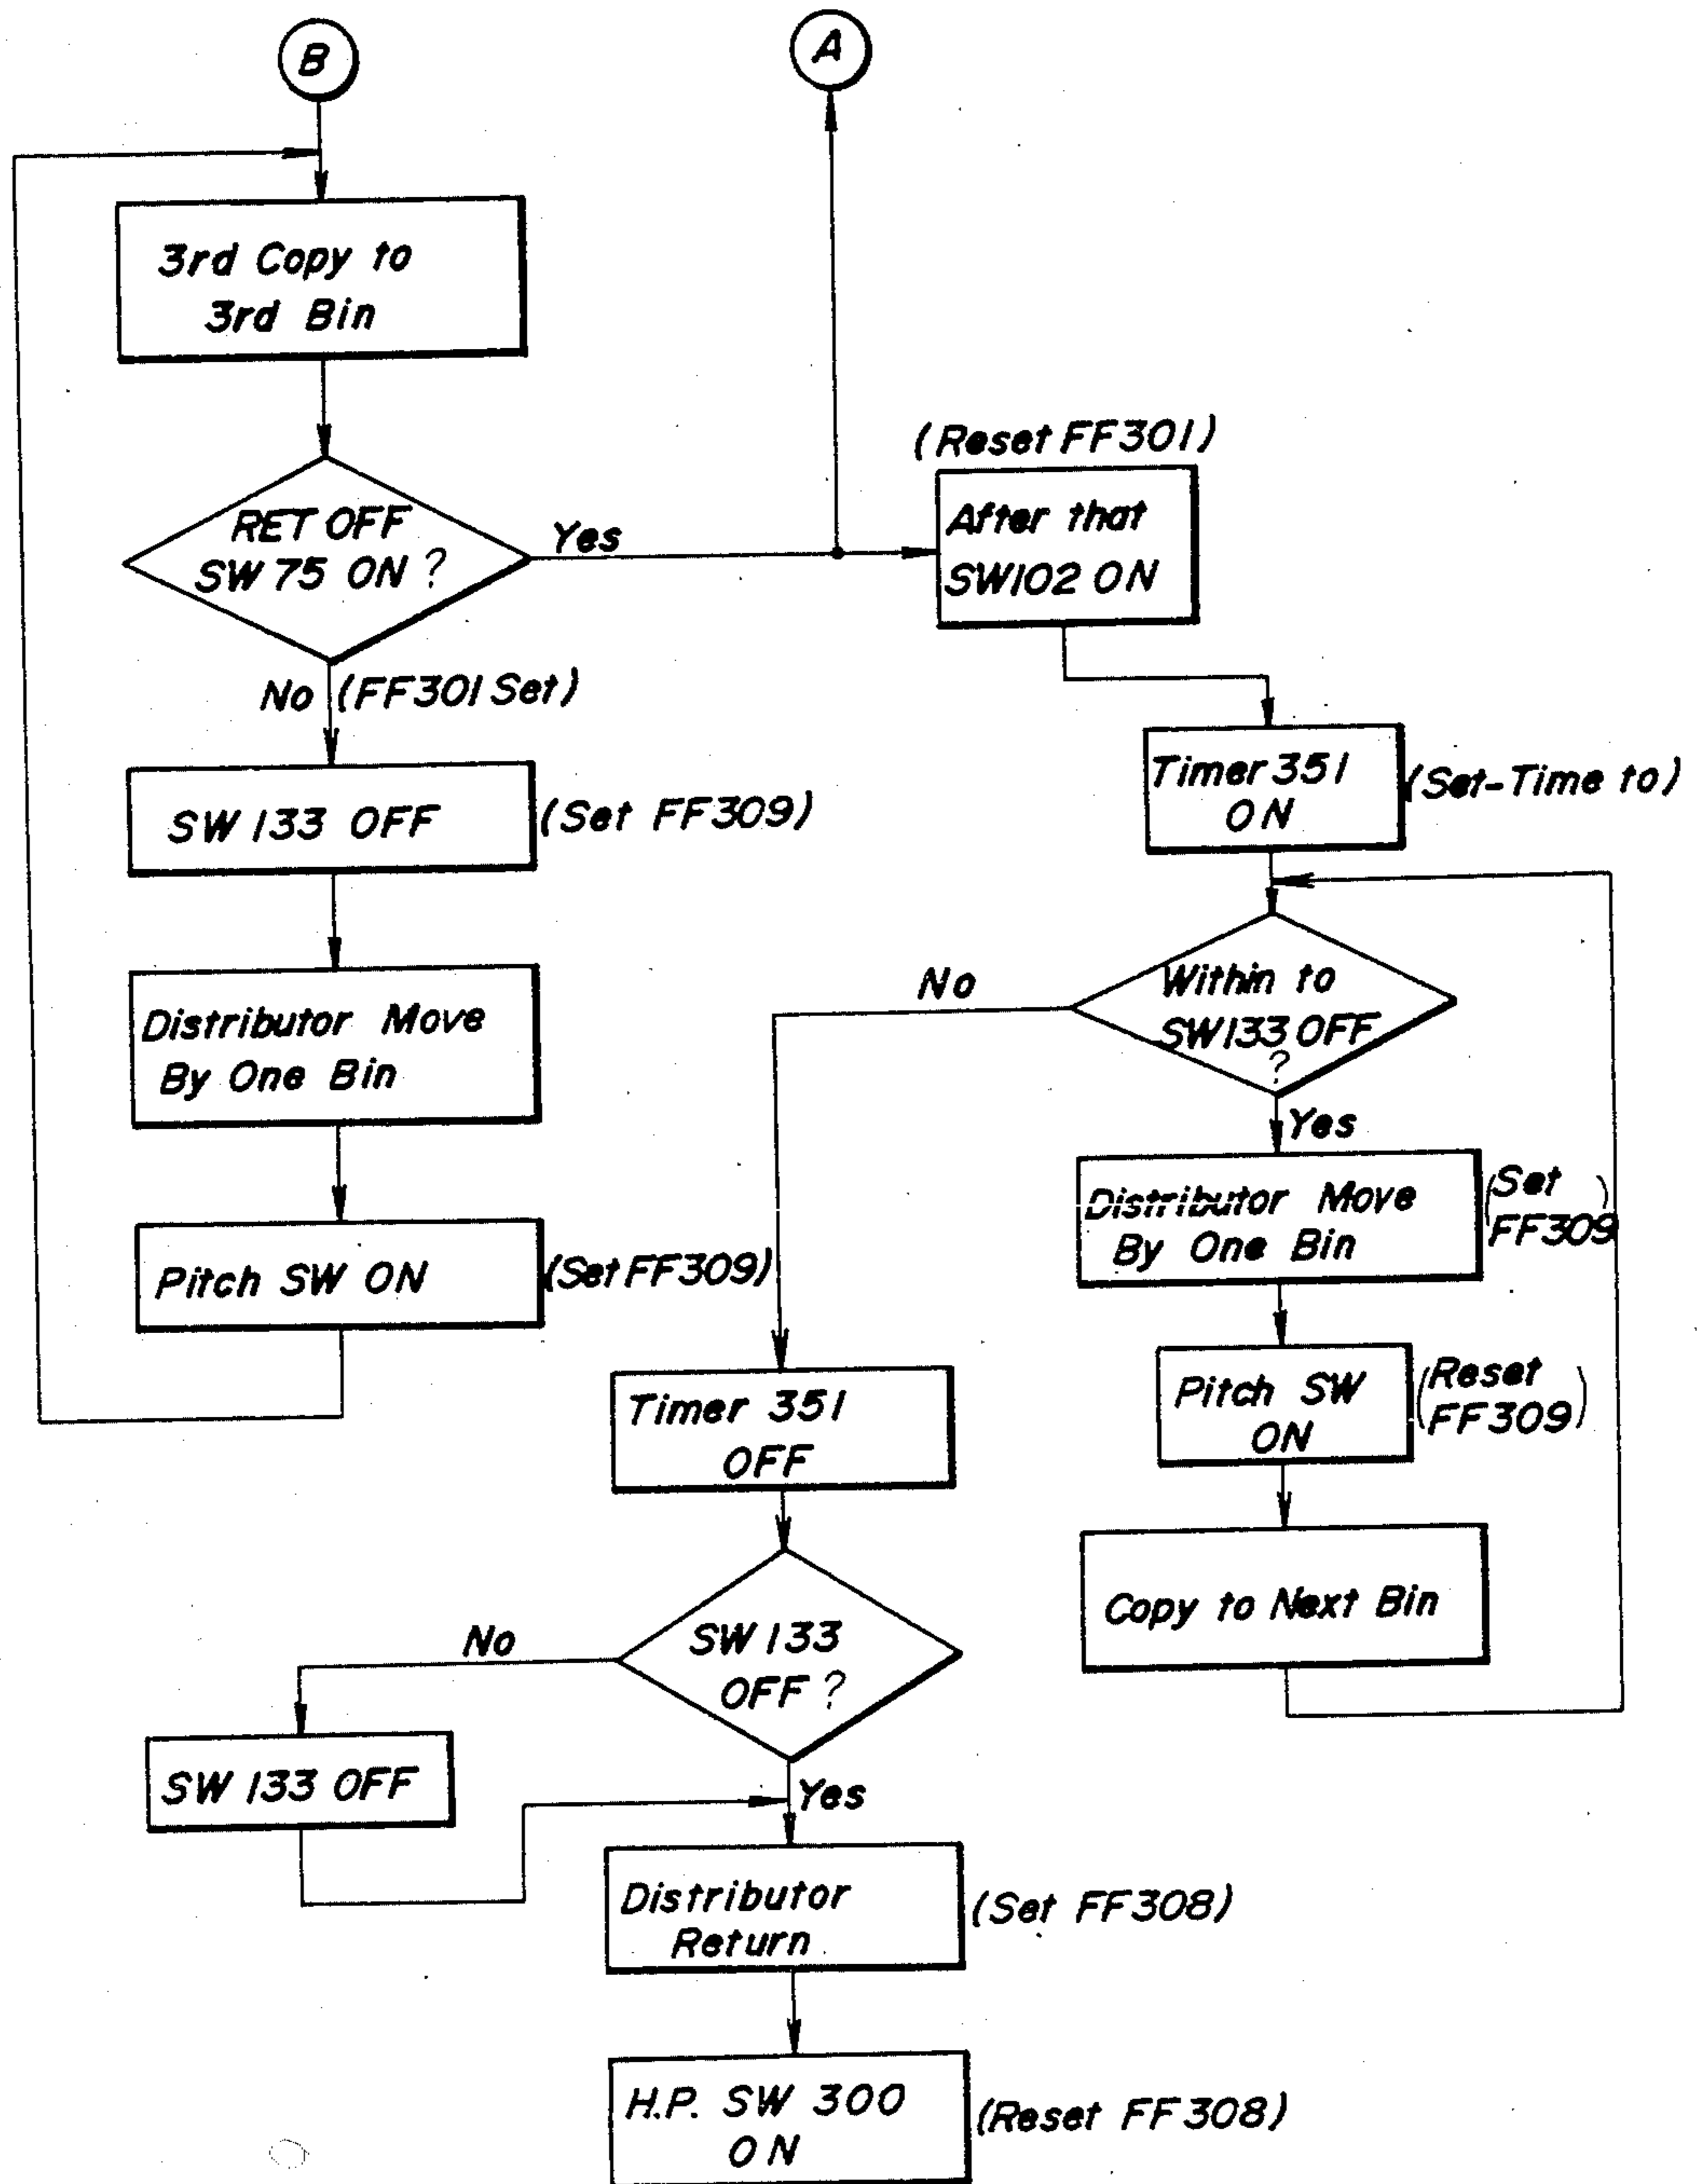 B
A
3rd Copy to
3rd Bin
(Reset FF301)
After that
SW102 ON
RET OFF
SW 75 ON ?
Yes
No (FF301 Set)
Timer 351
ON
(Set-Time to)
SW 133 OFF
(Set FF309)
Within to
SW133 OFF
?
No
Yes
Distributor Move
By One Bin
Distributor Move
By One Bin
(Set
FF309)
Pitch SW ON
(Set FF309)
Pitch SW
ON
(Reset
FF309)
Timer 351
OFF
Copy to Next Bin
SW 133
OFF ?
No
Yes
SW 133 OFF
Distributor
Return
(Set FF308)
H.P. SW 300
ON
(Reset FF308)